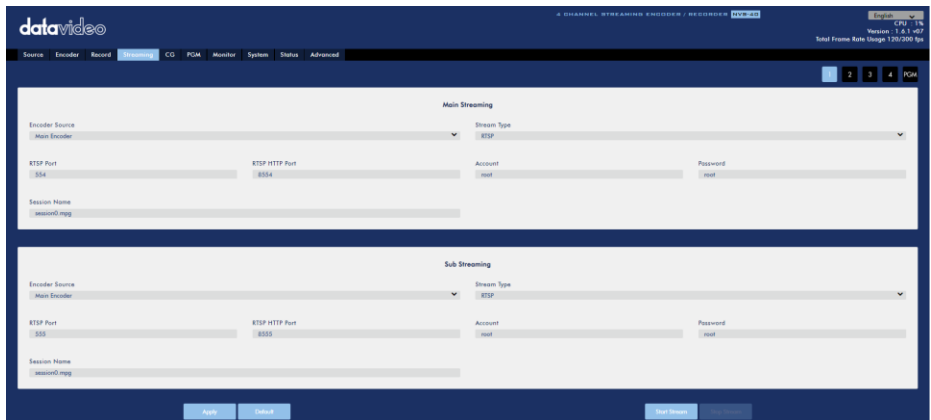 datavideo
4 CHANNEL STREAMING ENCODER / RECORDER NVR-40
English
CPU : 1%
Version : 1.6.1 v07
Total Frame Rate Usage 120/300 fps
Source Encoder Record Streaming CG PGM Monitor System Status Advanced
1 2 3 4 PGM
Main Streaming
Encoder Source Stream Type
Main Encoder RTSP
RTSP Port RTSP HTTP Port Account Password
554 8554 root root
Session Name
session0.mpg
Sub Streaming
Encoder Source Stream Type
Main Encoder RTSP
RTSP Port RTSP HTTP Port Account Password
555 8555 root root
Session Name
session0.mpg
Apply Default Start Stream